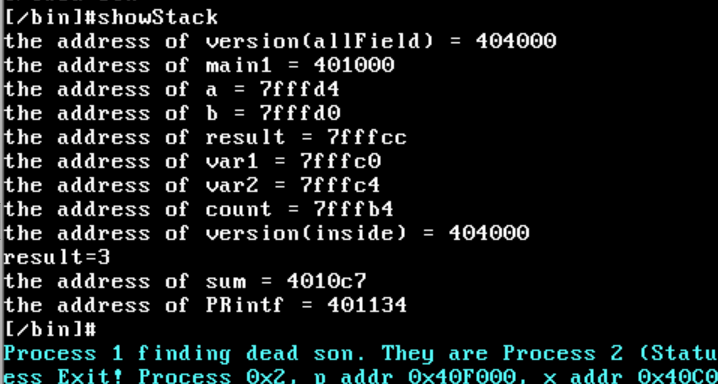 [/bin]#showStack
the address of version(allField) = 404000
the address of main1 = 401000
the address of a = 7fffd4
the address of b = 7fffd0
the address of result = 7fffcc
the address of var1 = 7fffc0
the address of var2 = 7fffc4
the address of count = 7fffb4
the address of version(inside) = 404000
result=3
the address of sum = 4010c7
the address of PRintf = 401134
[/bin]#
Process 1 finding dead son. They are Process 2 (Statu
ess Exit! Process 0x2, p_addr 0x40F000, x_addr 0x40C0